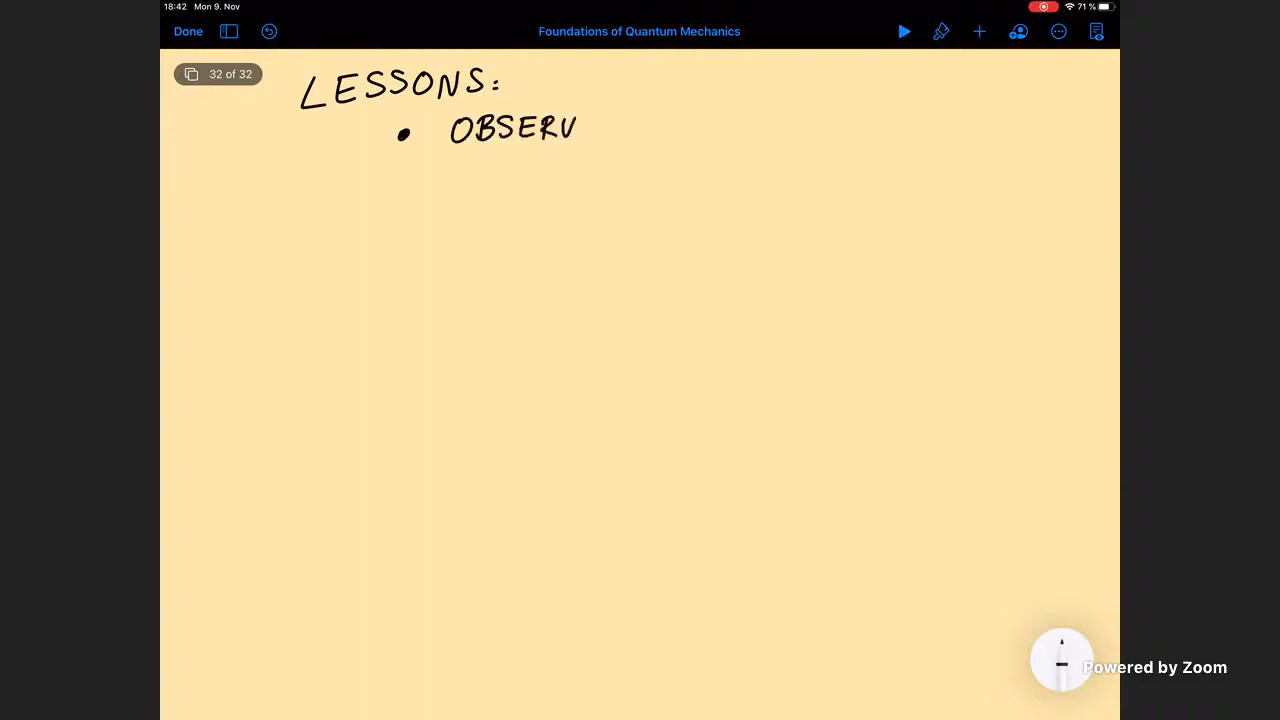 18:42 Mon 9. Nov 71 %
Done Foundations of Quantum Mechanics
32 of 32
LESSONS:
• OBSERV
Powered by Zoom